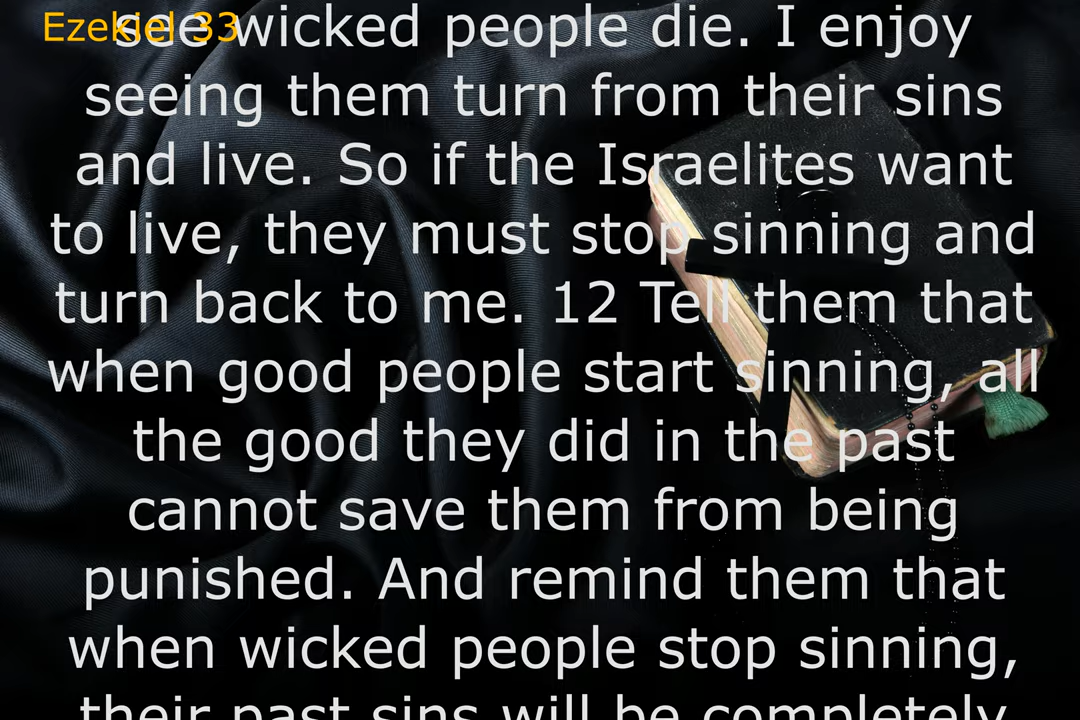 Ezekiel 33
see wicked people die. I enjoy
seeing them turn from their sins
and live. So if the Israelites want
to live, they must stop sinning and
turn back to me. 12 Tell them that
when good people start sinning, all
the good they did in the past
cannot save them from being
punished. And remind them that
when wicked people stop sinning,
their past sins will be completely